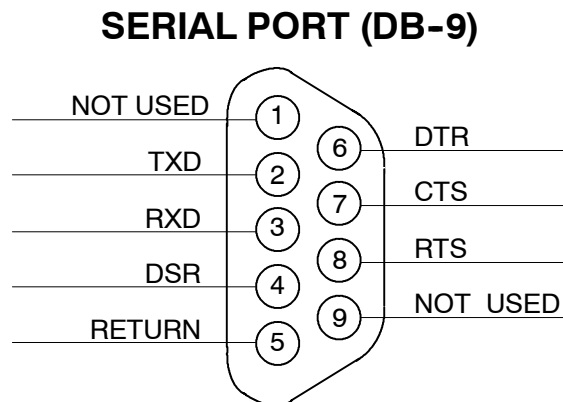 SERIAL PORT (DB-9)
NOT USED
1
TXD
2
RXD
3
DSR
4
RETURN
5
6
DTR
7
CTS
8
RTS
9
NOT USED